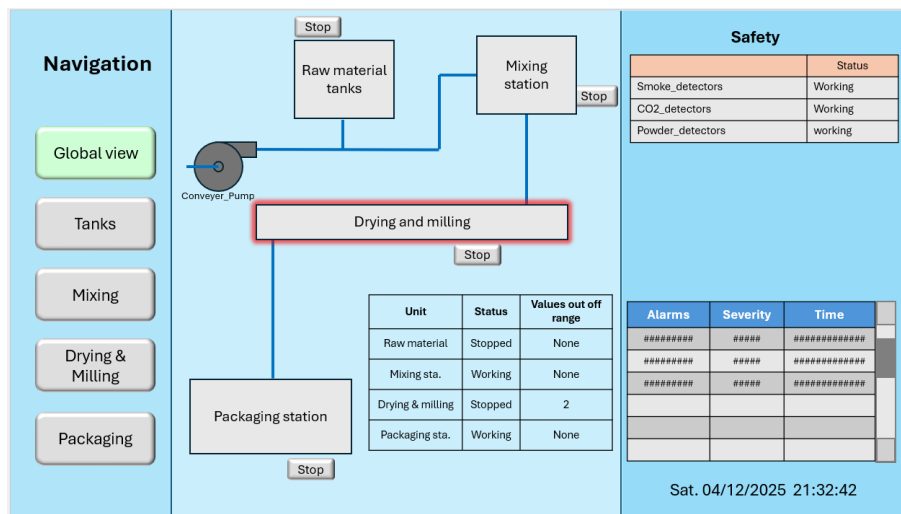 Navigation
Global view
Tanks
Mixing
Drying &
Milling
Packaging
Stop
Raw material
tanks
Mixing
station
Stop
Conveyer_Pump
Drying and milling
Stop
Unit Status Values out off
range
Raw material Stopped None
Mixing sta. Working None
Drying & milling Stopped 2
Packaging sta. Working None
Packaging station
Stop
Safety
Status
Smoke_detectors Working
CO2_detectors Working
Powder_detectors working
Alarms Severity Time
######### ##### #############
######### ##### #############
######### ##### #############
Sat. 04/12/2025 21:32:42